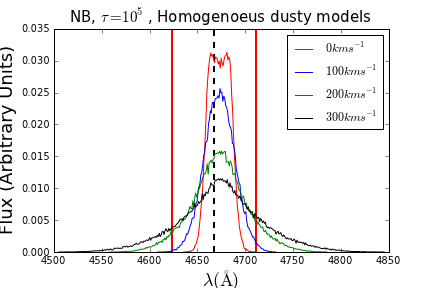 NB, τ=10^5 , Homogenoeus dusty models
Flux (Arbitrary Units)
0.035
0.030
0.025
0.020
0.015
0.010
0.005
0.000
0kms⁻¹
100kms⁻¹
200kms⁻¹
300kms⁻¹
4500 4550 4600 4650 4700 4750 4800 4850
λ(Å)